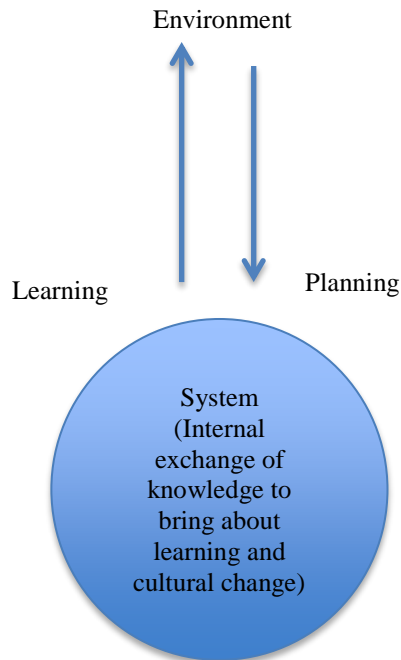 Environment
Learning
Planning
System
(Internal
exchange of
knowledge to
bring about
learning and
cultural change)